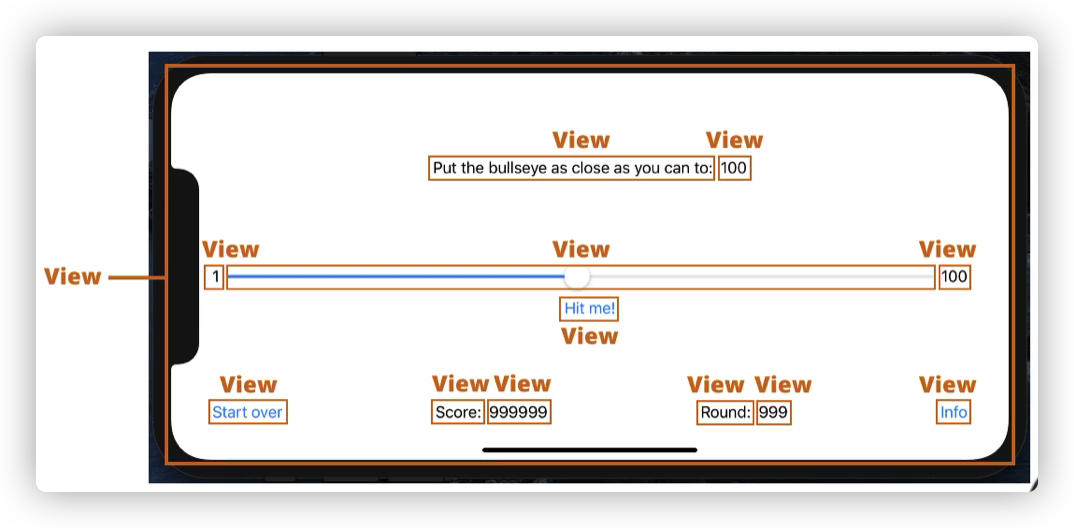 View View
Put the bullseye as close as you can to: 100
View View View
View
1 100
Hit me!
View
View View View View View View
Start over Score: 999999 Round: 999 Info